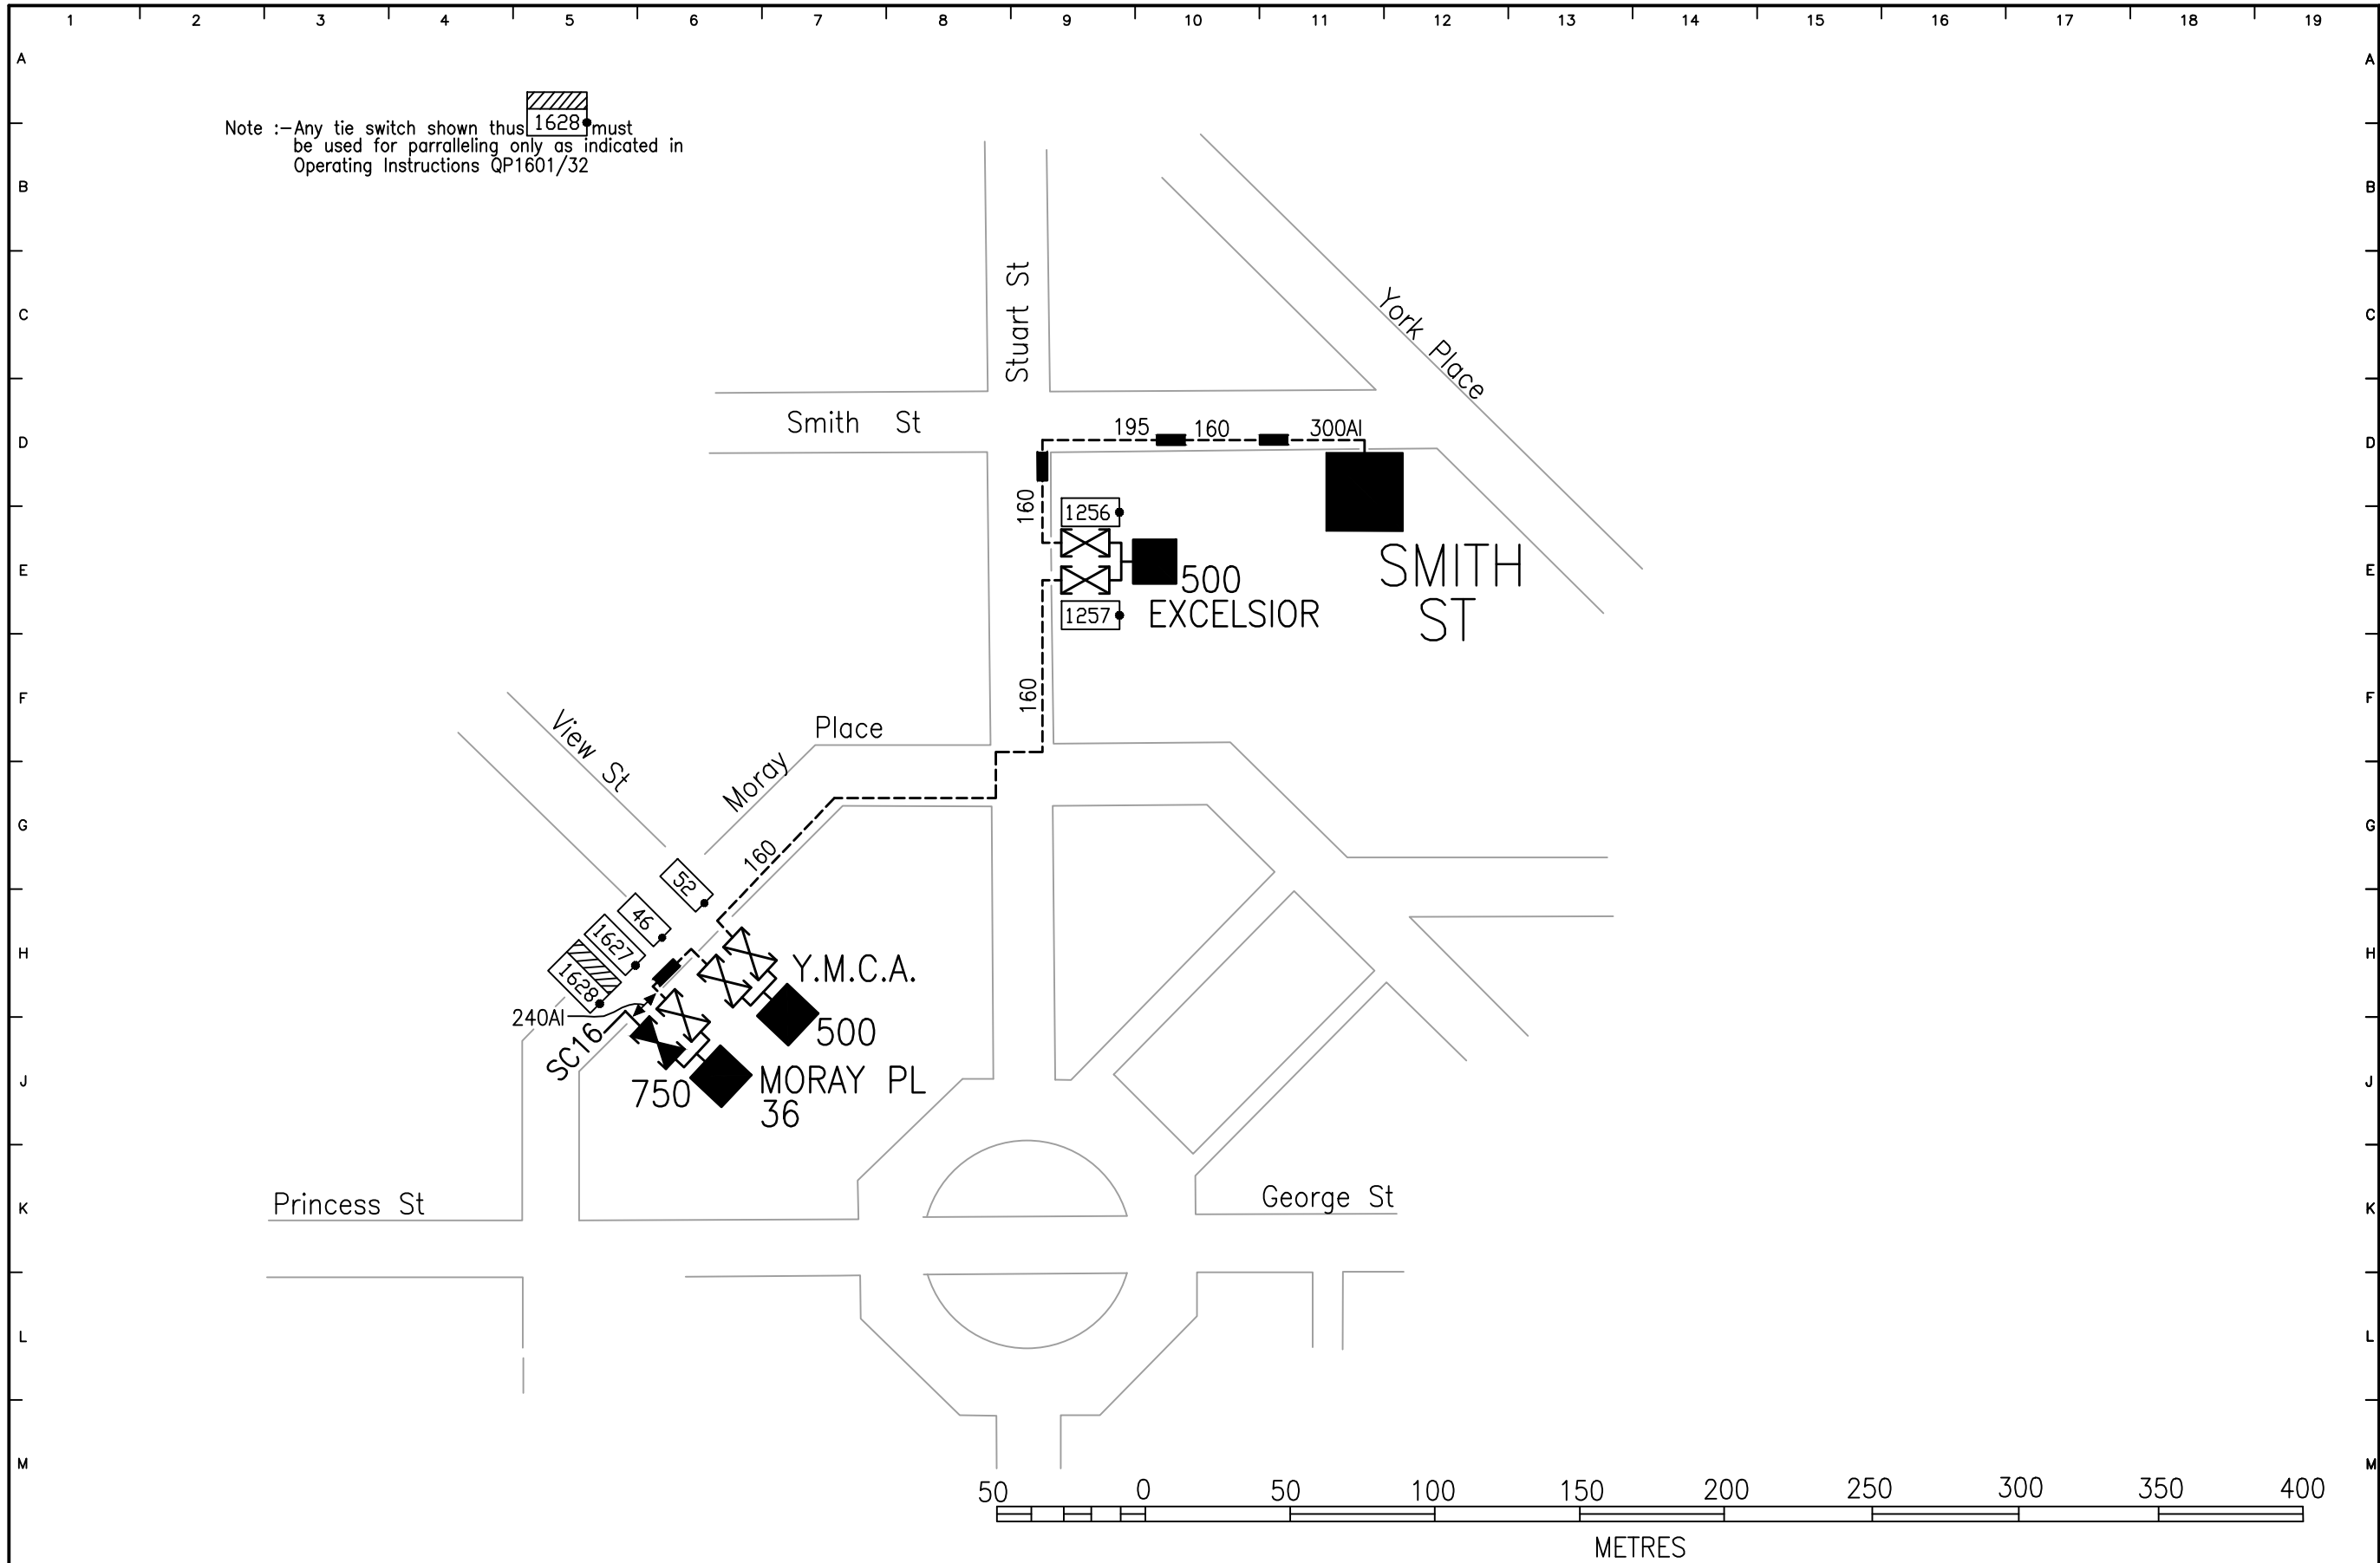 1 2 3 4 5 6 7 8 9 10 11 12 13 14 15 16 17 18 19
A A
1628
Note :-Any tie switch shown thus must
be used for parralleling only as indicated in
Operating Instructions QP1601/32
B B
Stuart St
C C
York Place
Smith St
D D
195 160 300Al
160
1256
E E
500
EXCELSIOR
1257
SMITH
ST
160
F F
View St
Moray Place
G G
160
52
46
1627
1628
H H
Y.M.C.A.
500
240Al
SC16
J J
750
MORAY PL
36
Princess St
George St
K K
L L
M M
50 0 50 100 150 200 250 300 350 400
METRES